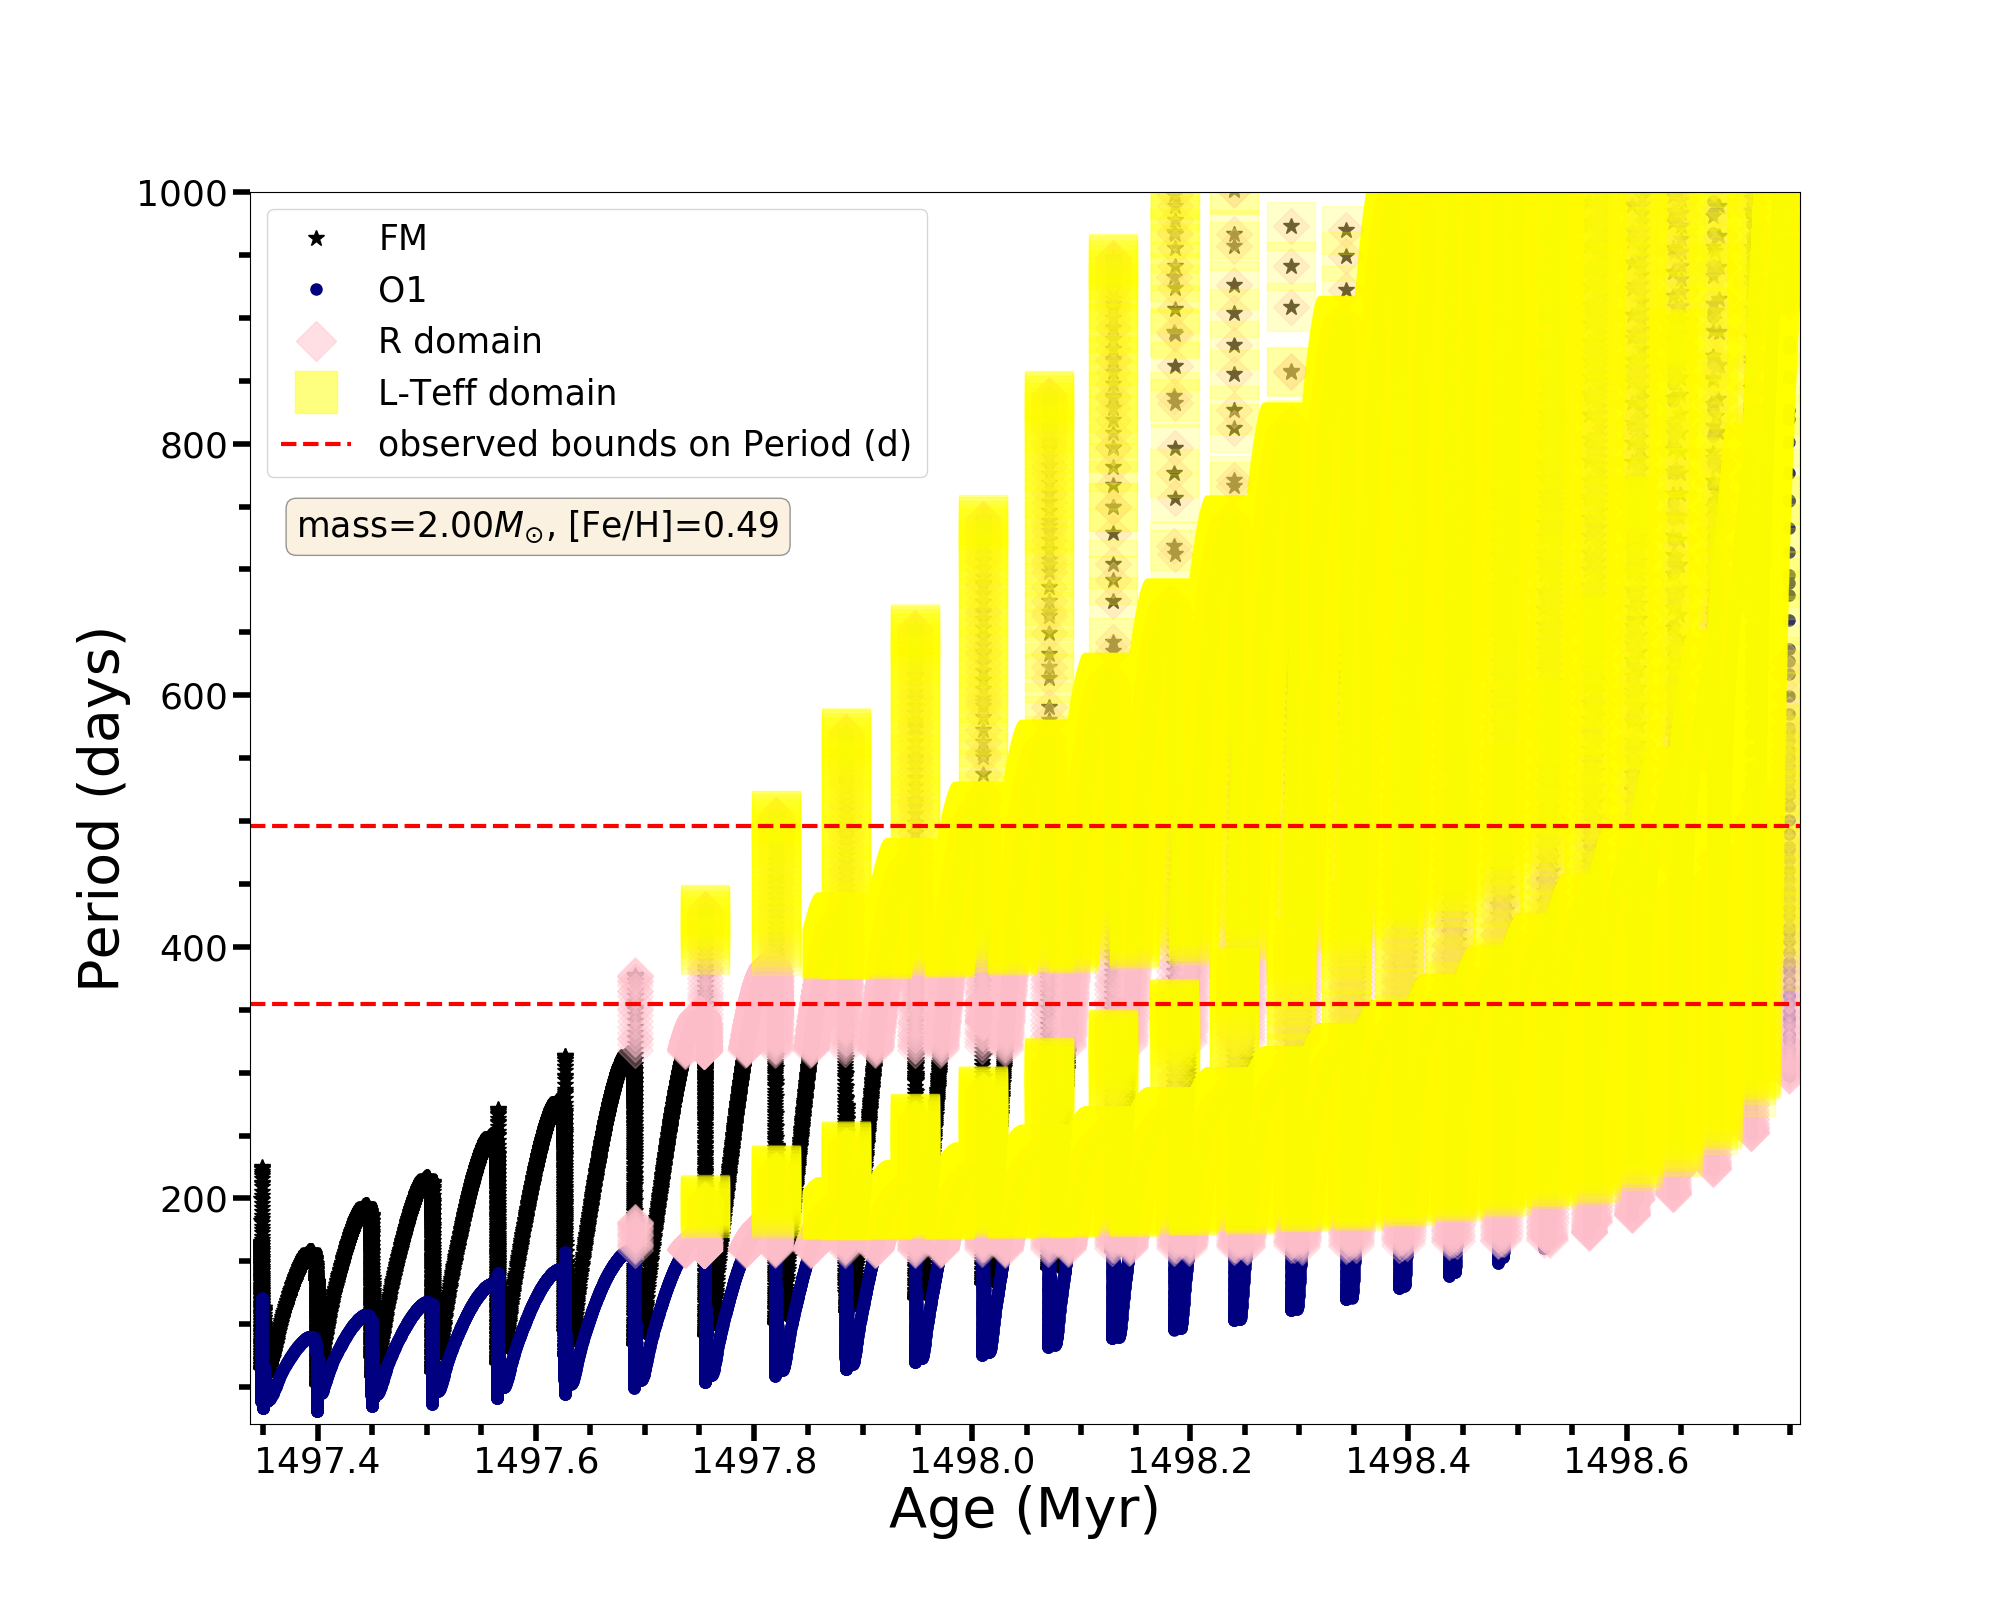 FM
O1
R domain
L-Teff domain
observed bounds on Period (d)
mass=2.00M⊙, [Fe/H]=0.49
Period (days)
1000
800
600
400
200
1497.4 1497.6 1497.8 1498.0 1498.2 1498.4 1498.6
Age (Myr)